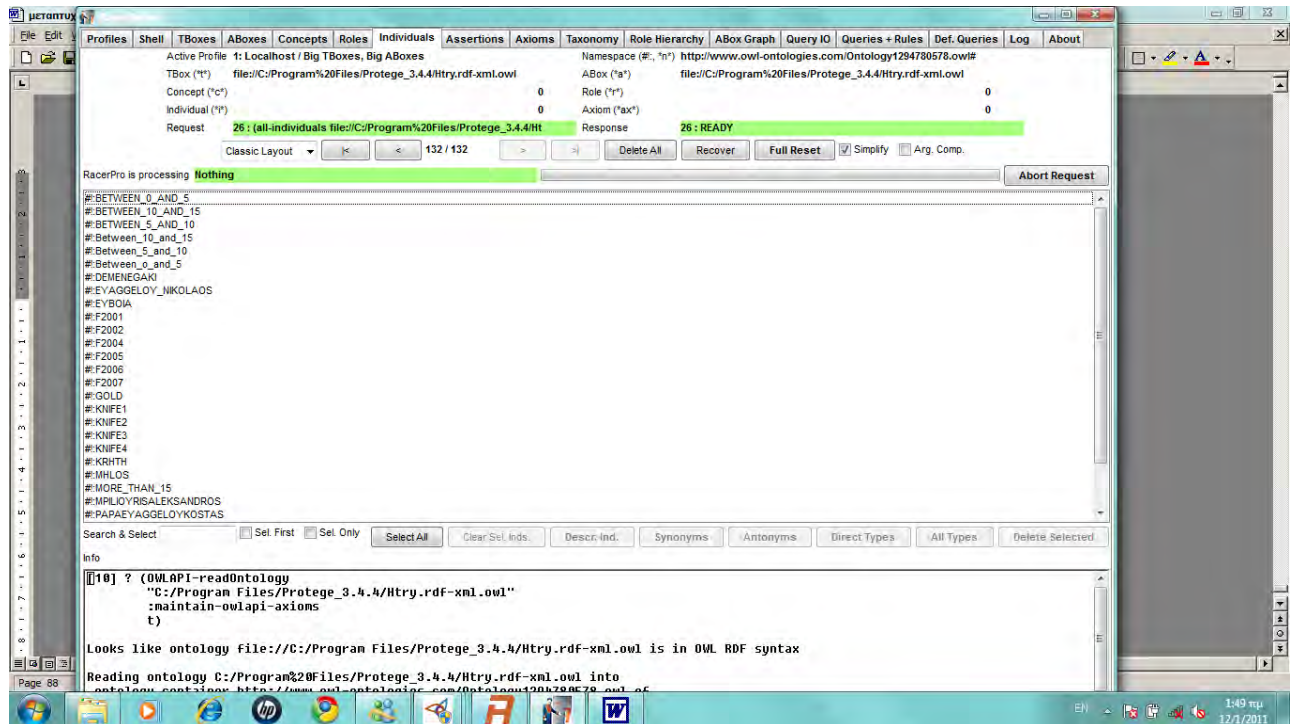 μεταπτυχ
File Edit
Profiles Shell TBoxes ABoxes Concepts Roles Individuals Assertions Axioms Taxonomy Role Hierarchy ABox Graph Query IO Queries + Rules Def. Queries Log About
Active Profile 1: Localhost / Big TBoxes, Big ABoxes Namespace (#!:, *n*) http://www.owl-ontologies.com/Ontology1294780578.owl#
TBox (*t*) file://C:/Program%20Files/Protege_3.4.4/Htry.rdf-xml.owl ABox (*a*) file://C:/Program%20Files/Protege_3.4.4/Htry.rdf-xml.owl
Concept (*c*) 0 Role (*r*) 0
Individual (*i*) 0 Axiom (*ax*) 0
Request 26 : (all-individuals file://C:/Program%20Files/Protege_3.4.4/Ht Response 26 : READY
Classic Layout |< < 132 / 132 > >| Delete All Recover Full Reset Simplify Arg. Comp.
RacerPro is processing Nothing Abort Request
#!:BETWEEN_0_AND_5
#!:BETWEEN_10_AND_15
#!:BETWEEN_5_AND_10
#!:Between_10_and_15
#!:Between_5_and_10
#!:Between_o_and_5
#!:DEMENEGAKI
#!:EYAGGELOY_NIKOLAOS
#!:EYBOIA
#!:F2001
#!:F2002
#!:F2004
#!:F2005
#!:F2006
#!:F2007
#!:GOLD
#!:KNIFE1
#!:KNIFE2
#!:KNIFE3
#!:KNIFE4
#!:KRHTH
#!:MHLOS
#!:MORE_THAN_15
#!:MPILIOYRISALEKSANDROS
#!:PAPAEYAGGELOYKOSTAS
Search & Select Sel. First Sel. Only Select All Clear Sel. Inds. Descr. Ind. Synonyms Antonyms Direct Types All Types Delete Selected
Info
[10] ? (OWLAPI-readOntology
"C:/Program Files/Protege_3.4.4/Htry.rdf-xml.owl"
:maintain-owlapi-axioms
t)
Looks like ontology file://C:/Program Files/Protege_3.4.4/Htry.rdf-xml.owl is in OWL RDF syntax
Reading ontology C:/Program%20Files/Protege_3.4.4/Htry.rdf-xml.owl into
ontology container http://www.owl-ontologies.com/Ontology1294780578.owl of
Page 88
EN 1:49 πμ
12/1/2011